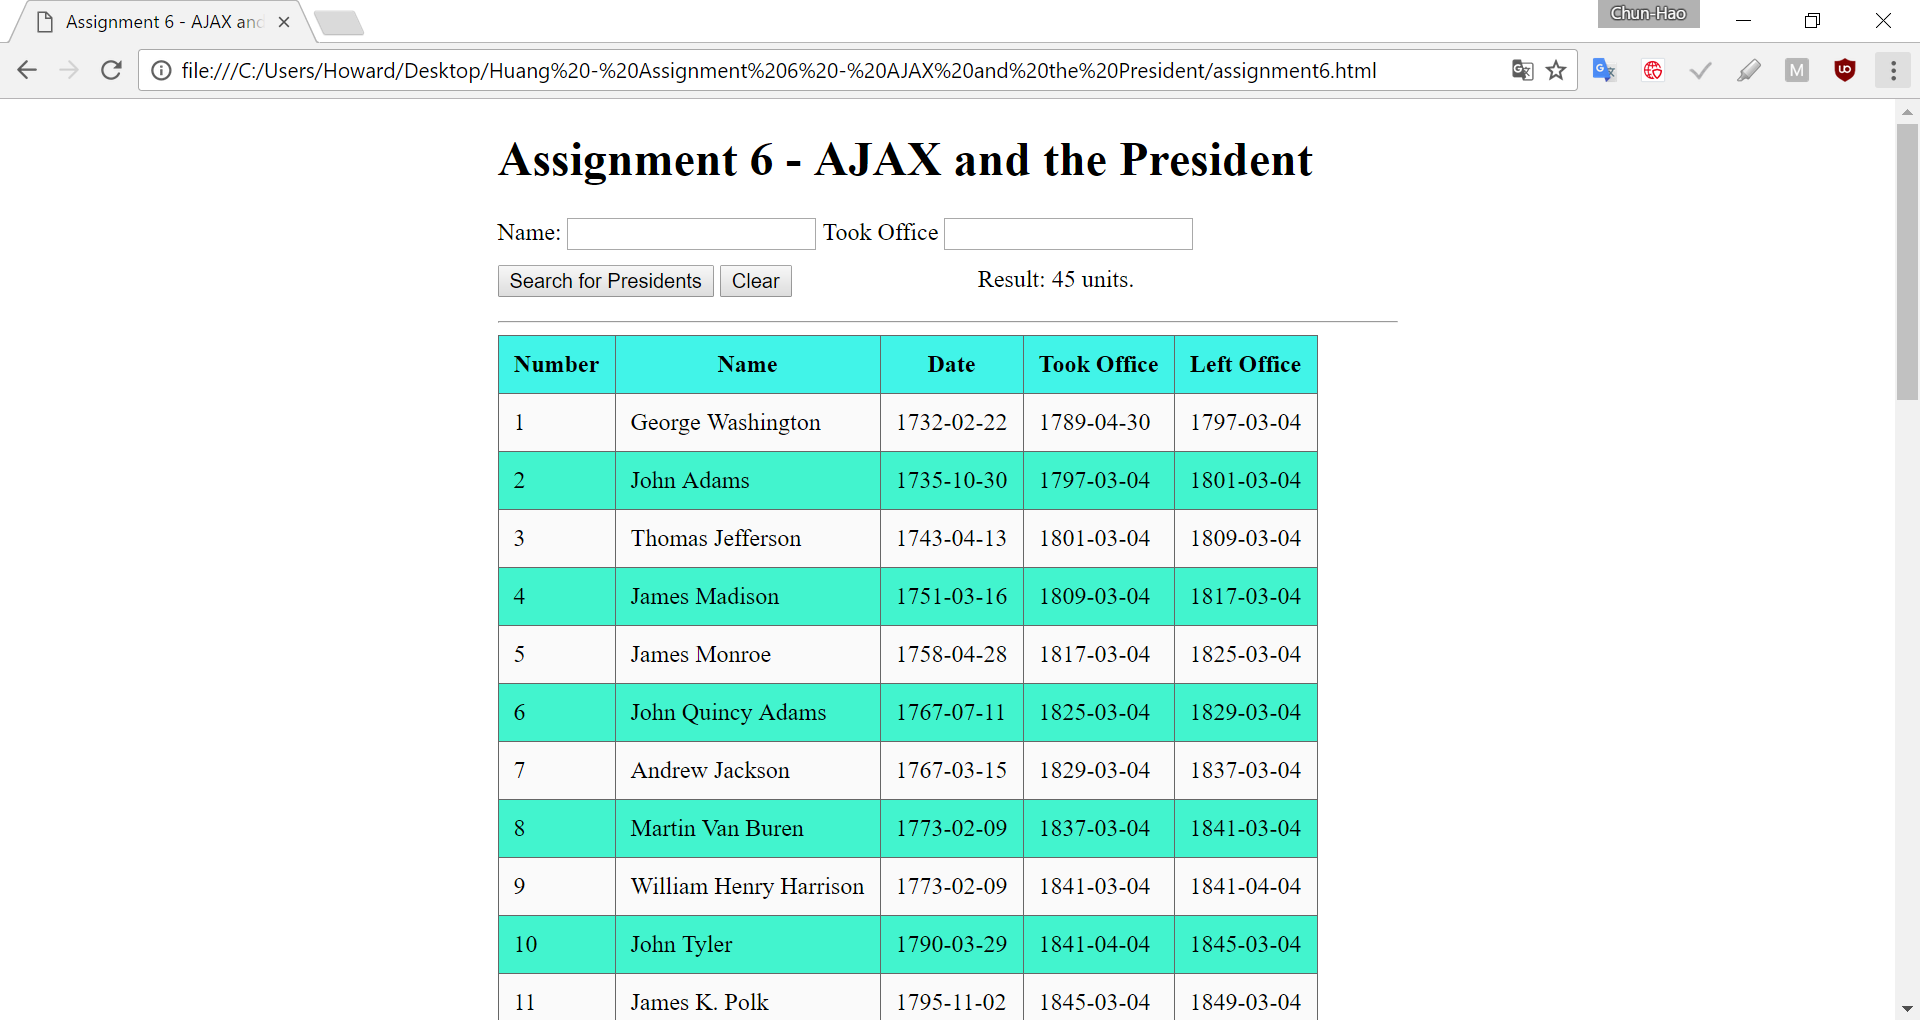 Assignment 6 - AJAX and
Chun-Hao
file:///C:/Users/Howard/Desktop/Huang%20-%20Assignment%206%20-%20AJAX%20and%20the%20President/assignment6.html
Assignment 6 - AJAX and the President
Name: Took Office
Search for Presidents Clear Result: 45 units.
Number Name Date Took Office Left Office
1 George Washington 1732-02-22 1789-04-30 1797-03-04
2 John Adams 1735-10-30 1797-03-04 1801-03-04
3 Thomas Jefferson 1743-04-13 1801-03-04 1809-03-04
4 James Madison 1751-03-16 1809-03-04 1817-03-04
5 James Monroe 1758-04-28 1817-03-04 1825-03-04
6 John Quincy Adams 1767-07-11 1825-03-04 1829-03-04
7 Andrew Jackson 1767-03-15 1829-03-04 1837-03-04
8 Martin Van Buren 1773-02-09 1837-03-04 1841-03-04
9 William Henry Harrison 1773-02-09 1841-03-04 1841-04-04
10 John Tyler 1790-03-29 1841-04-04 1845-03-04
11 James K. Polk 1795-11-02 1845-03-04 1849-03-04